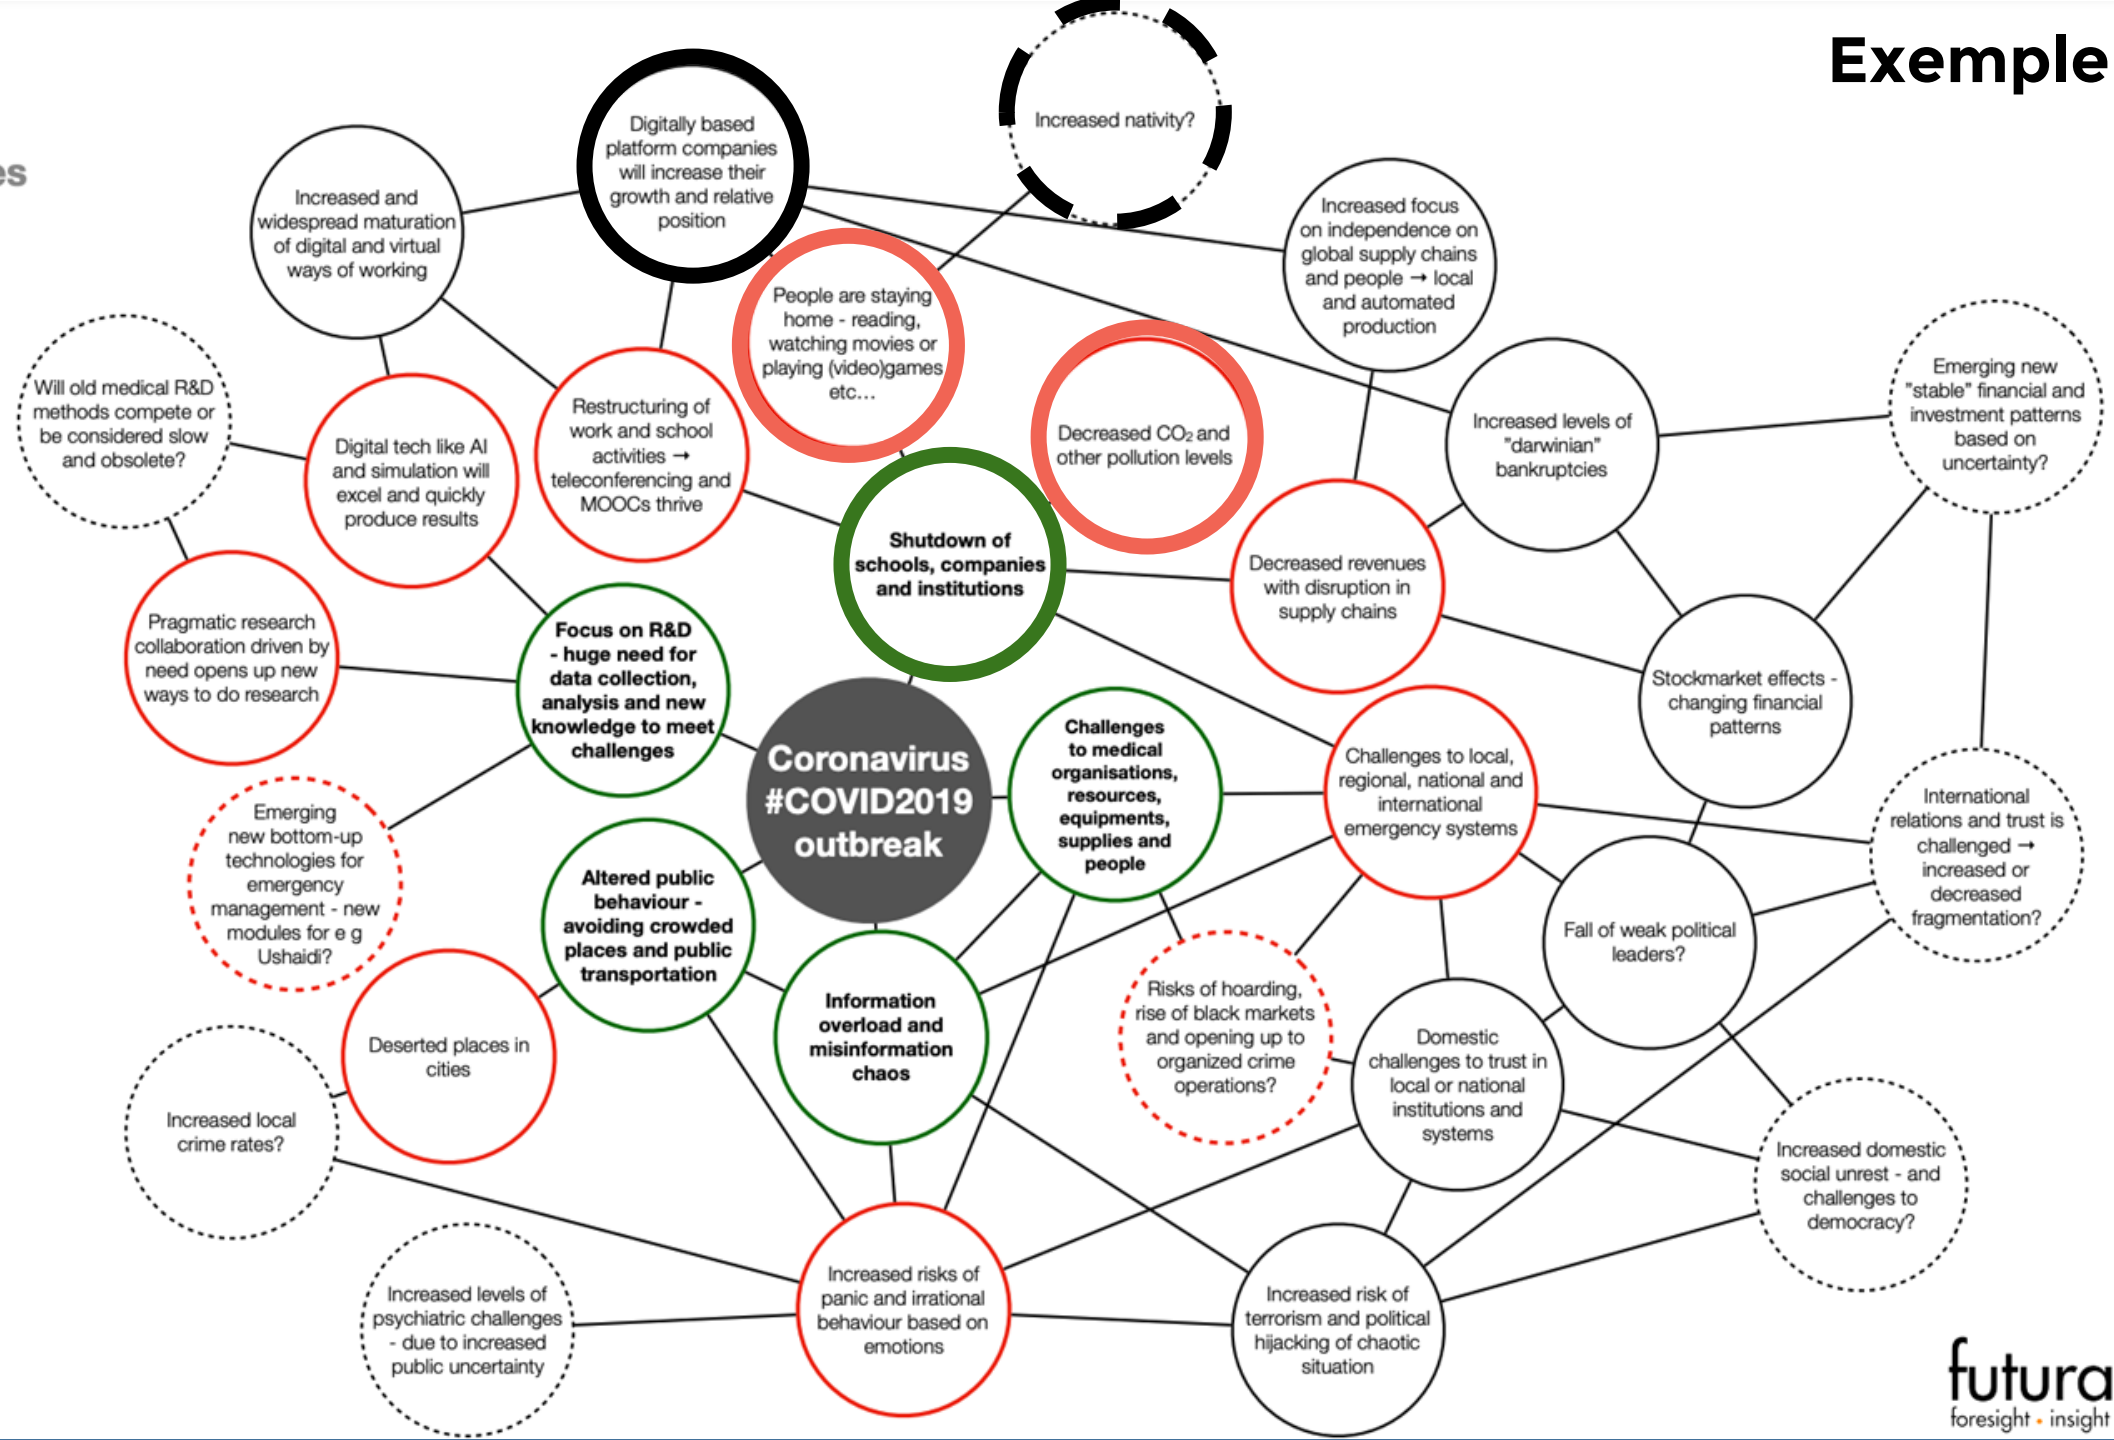 Exemple
es
Increased nativity?
Digitally based
platform companies
will increase their
growth and relative
position
Increased and
widespread maturation
of digital and virtual
ways of working
Increased focus
on independence on
global supply chains
and people → local
and automated
production
People are staying
home - reading,
watching movies or
playing (video)games
etc...
Will old medical R&D
methods compete or
be considered slow
and obsolete?
Digital tech like AI
and simulation will
excel and quickly
produce results
Restructuring of
work and school
activities →
teleconferencing and
MOOCs thrive
Decreased CO₂ and
other pollution levels
Increased levels of
"darwinian"
bankruptcies
Emerging new
"stable" financial and
investment patterns
based on
uncertainty?
Shutdown of
schools, companies
and institutions
Decreased revenues
with disruption in
supply chains
Pragmatic research
collaboration driven by
need opens up new
ways to do research
Focus on R&D
- huge need for
data collection,
analysis and new
knowledge to meet
challenges
Stockmarket effects -
changing financial
patterns
Coronavirus
#COVID2019
outbreak
Challenges
to medical
organisations,
resources,
equipments,
supplies and
people
Challenges to local,
regional, national and
international
emergency systems
International
relations and trust is
challenged →
increased or
decreased
fragmentation?
Emerging
new bottom-up
technologies for
emergency
management - new
modules for e g
Ushaidi?
Altered public
behaviour -
avoiding crowded
places and public
transportation
Fall of weak political
leaders?
Information
overload and
misinformation
chaos
Risks of hoarding,
rise of black markets
and opening up to
organized crime
operations?
Domestic
challenges to trust in
local or national
institutions and
systems
Deserted places in
cities
Increased local
crime rates?
Increased domestic
social unrest - and
challenges to
democracy?
Increased levels of
psychiatric challenges
- due to increased
public uncertainty
Increased risks of
panic and irrational
behaviour based on
emotions
Increased risk of
terrorism and political
hijacking of chaotic
situation
futura
foresight • insight